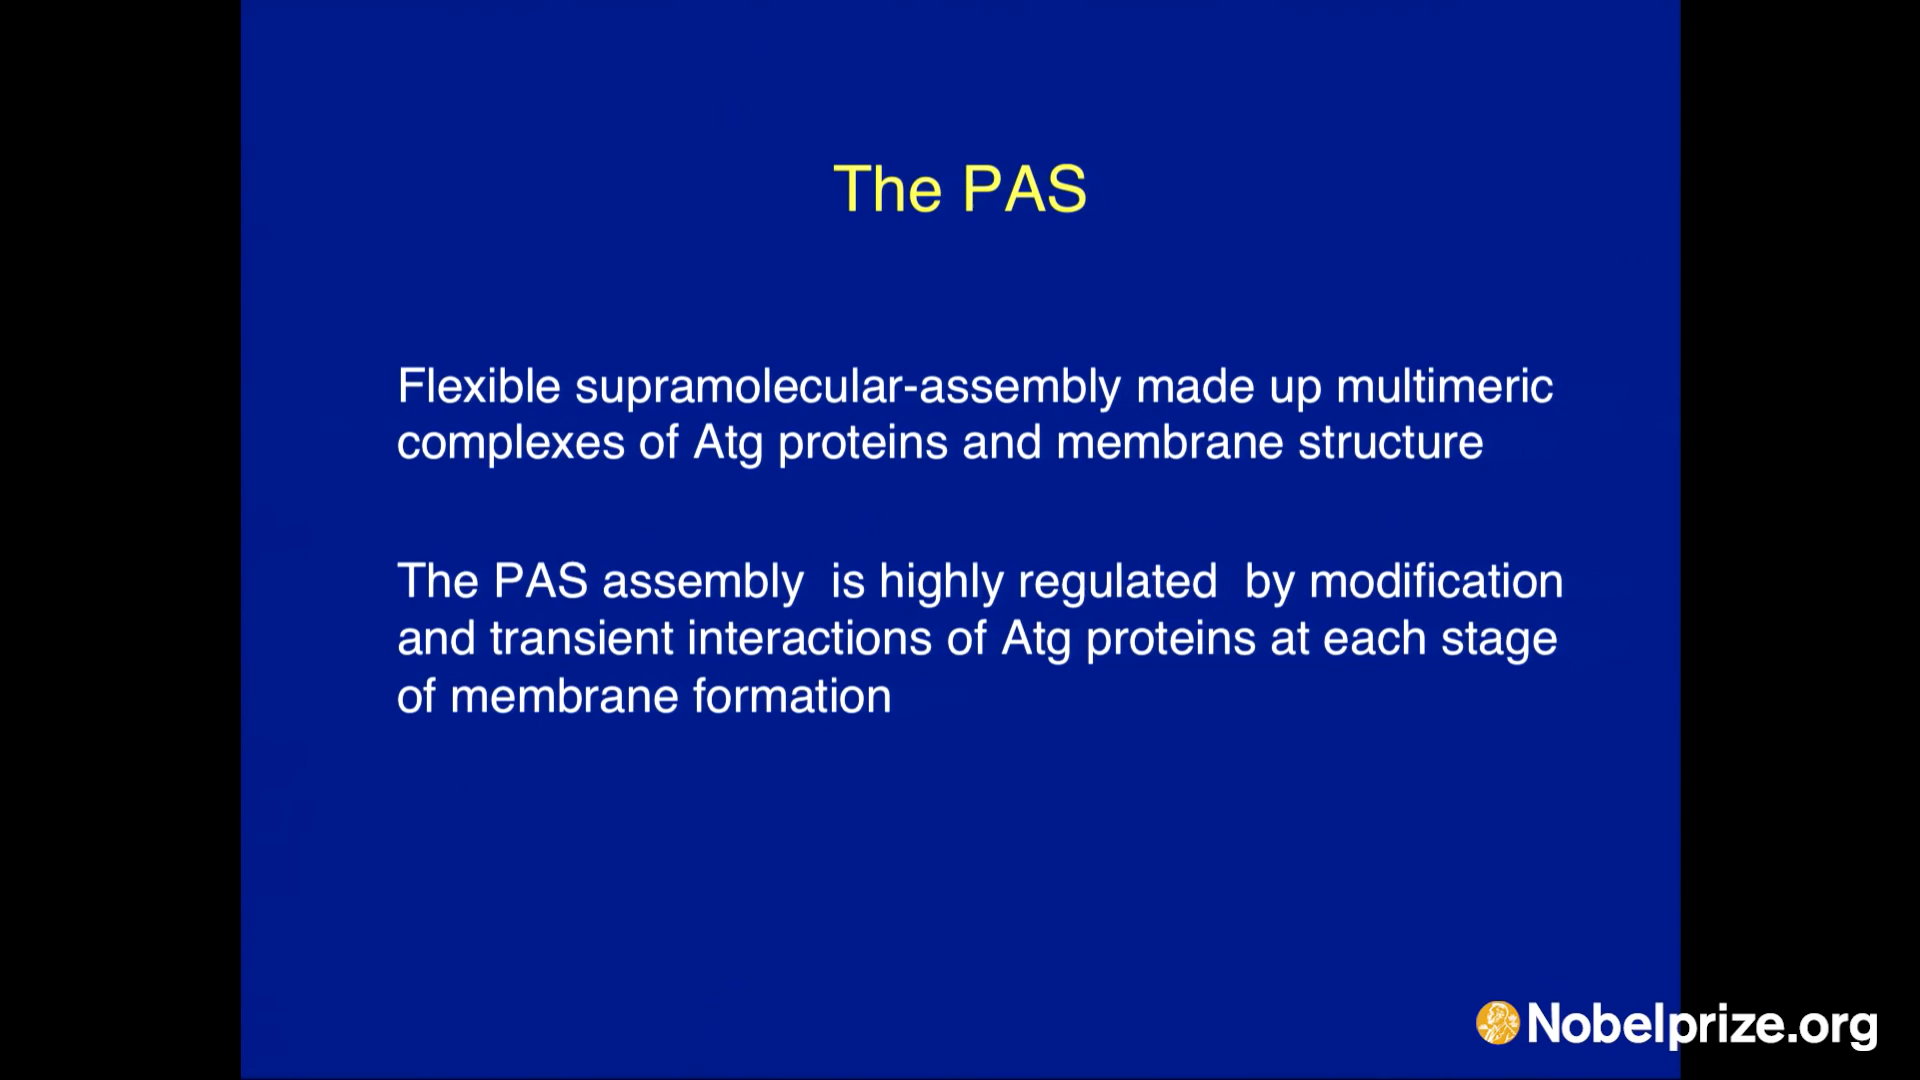 The PAS
Flexible supramolecular-assembly made up multimeric
complexes of Atg proteins and membrane structure
The PAS assembly  is highly regulated  by modification
and transient interactions of Atg proteins at each stage
of membrane formation
Nobelprize.org